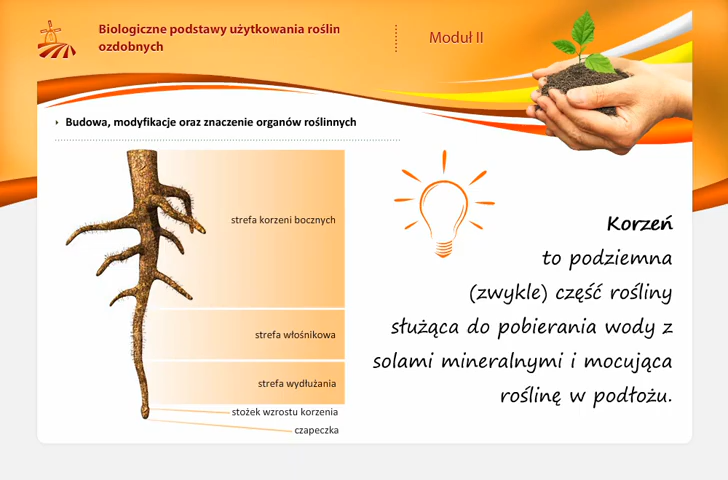 Biologiczne podstawy użytkowania roślin
ozdobnych
Moduł II
Budowa, modyfikacje oraz znaczenie organów roślinnych
strefa korzeni bocznych
strefa włośnikowa
strefa wydłużania
stożek wzrostu korzenia
czapeczka
Korzeń
to podziemna
(zwykle) część rośliny
służąca do pobierania wody z
solami mineralnymi i mocująca
roślinę w podłożu.